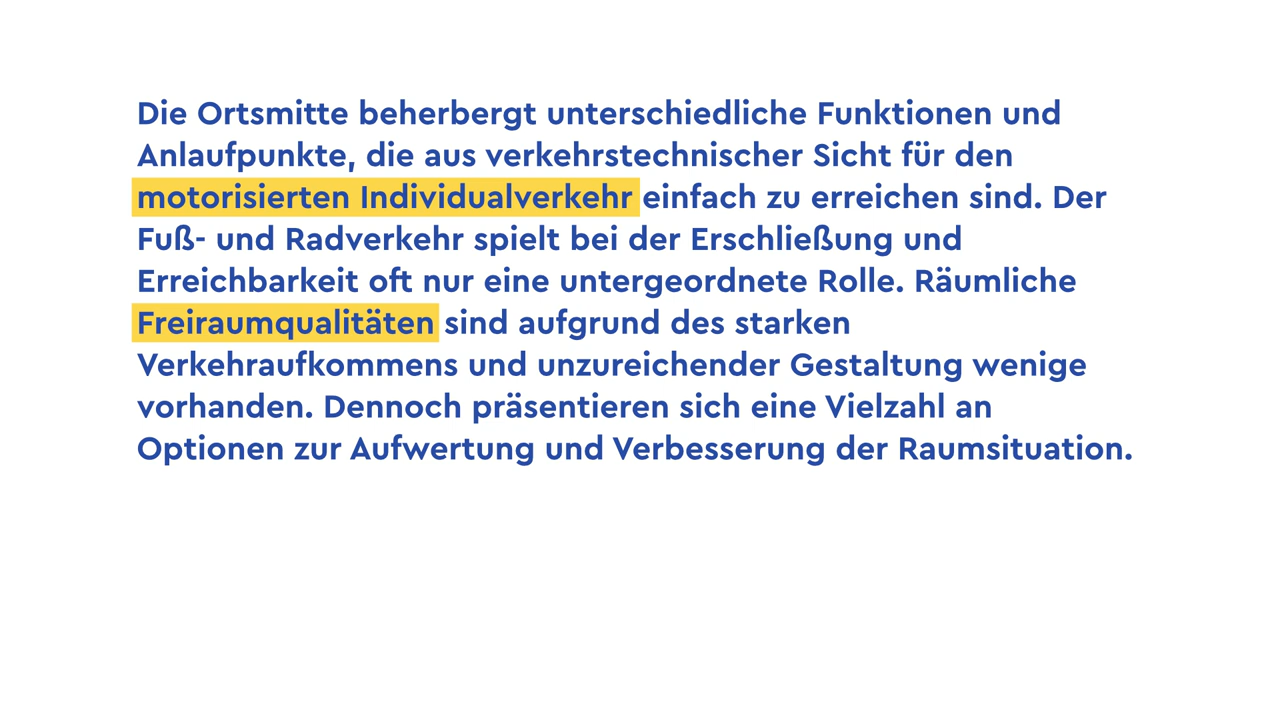 Die Ortsmitte beherbergt unterschiedliche Funktionen und
Anlaufpunkte, die aus verkehrstechnischer Sicht für den
motorisierten Individualverkehr einfach zu erreichen sind. Der
Fuß- und Radverkehr spielt bei der Erschließung und
Erreichbarkeit oft nur eine untergeordnete Rolle. Räumliche
Freiraumqualitäten sind aufgrund des starken
Verkehraufkommens und unzureichender Gestaltung wenige
vorhanden. Dennoch präsentieren sich eine Vielzahl an
Optionen zur Aufwertung und Verbesserung der Raumsituation.